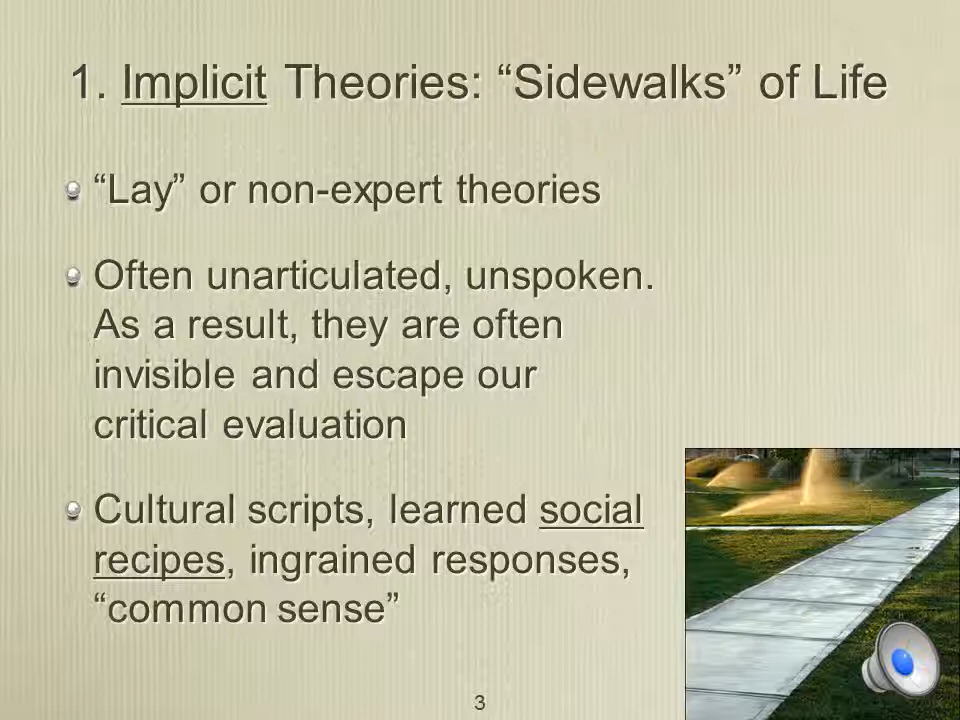 1. Implicit Theories: “Sidewalks” of Life
“Lay” or non-expert theories
Often unarticulated, unspoken.
As a result, they are often
invisible and escape our
critical evaluation
Cultural scripts, learned social
recipes, ingrained responses,
“common sense”
3